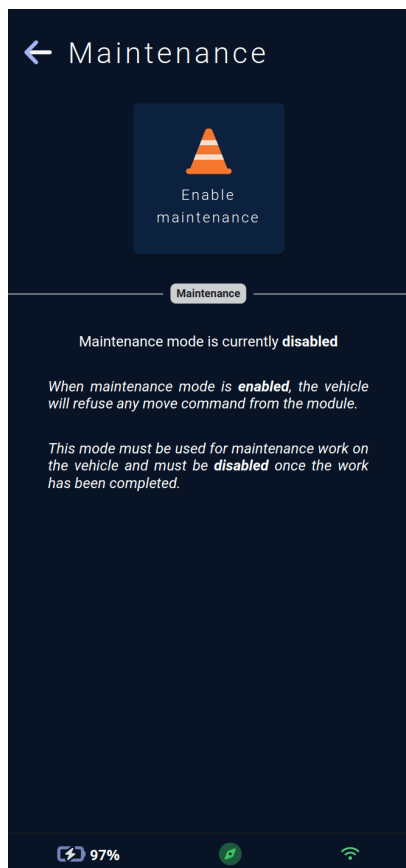 Maintenance
Enable
maintenance
Maintenance
Maintenance mode is currently disabled
When maintenance mode is enabled, the vehicle
will refuse any move command from the module.
This mode must be used for maintenance work on
the vehicle and must be disabled once the work
has been completed.
97%